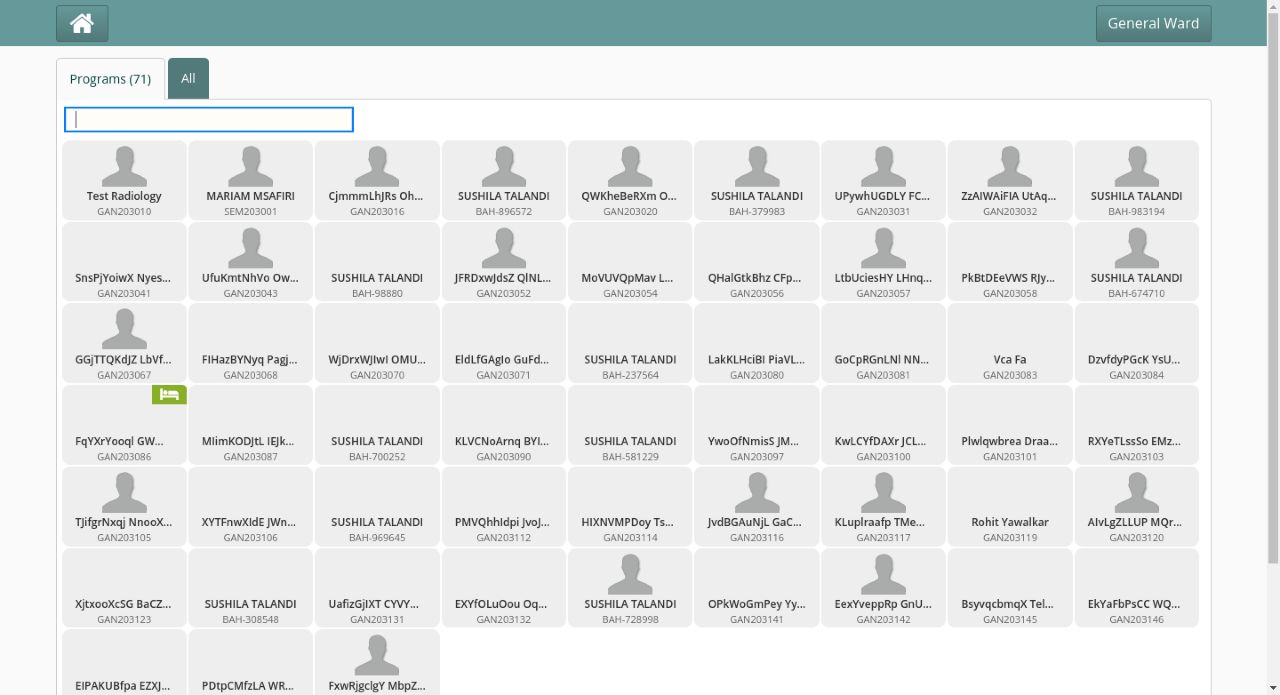 General Ward
Programs (71)
All
Test Radiology
GAN203010
MARIAM MSAFIRI
SEM203001
CjmmmLhJRs Oh...
GAN203016
SUSHILA TALANDI
BAH-896572
QWKheBeRXm O...
GAN203020
SUSHILA TALANDI
BAH-379983
UPywhUGDLY FC...
GAN203031
ZzAIWAiFIA UtAq...
GAN203032
SUSHILA TALANDI
BAH-983194
SnsPjYoiwX Nyes...
GAN203041
UfuKmtNhVo Ow...
GAN203043
SUSHILA TALANDI
BAH-98880
JFRDxwJdsZ QlNL...
GAN203052
MoVUVQpMav L...
GAN203054
QHalGtkBhz CFp...
GAN203056
LtbUciesHY LHnq...
GAN203057
PkBtDEeVWS RJy...
GAN203058
SUSHILA TALANDI
BAH-674710
GGjTTQKdJZ LbVf...
GAN203067
FIHazBYNyq Pagj...
GAN203068
WjDrxWJIwI OMU...
GAN203070
EldLfGAgIo GuFd...
GAN203071
SUSHILA TALANDI
BAH-237564
LakKLHciBI PiaVL...
GAN203080
GoCpRGnLNl NN...
GAN203081
Vca Fa
GAN203083
DzvfdyPGcK YsU...
GAN203084
FqYXrYooql GW...
GAN203086
MIimKODJtL IEJk...
GAN203087
SUSHILA TALANDI
BAH-700252
KLVCNoArnq BYI...
GAN203090
SUSHILA TALANDI
BAH-581229
YwoOfNmisS JM...
GAN203097
KwLCYfDAXr JCL...
GAN203100
Plwlqwbrea Draa...
GAN203101
RXYeTLssSo EMz...
GAN203103
TJifgrNxqj NnooX...
GAN203105
XYTFnwXIdE JWn...
GAN203106
SUSHILA TALANDI
BAH-969645
PMVQhhIdpi JvoJ...
GAN203112
HIXNVMPDoy Ts...
GAN203114
JvdBGAuNjL GaC...
GAN203116
KLuplraafp TMe...
GAN203117
Rohit Yawalkar
GAN203119
AIvLgZLLUP MQr...
GAN203120
XjtxooXcSG BaCZ...
GAN203123
SUSHILA TALANDI
BAH-308548
UafizGjIXT CYVY...
GAN203131
EXYfOLuOou Oq...
GAN203132
SUSHILA TALANDI
BAH-728998
OPkWoGmPey Yy...
GAN203141
EexYveppRp GnU...
GAN203142
BsyvqcbmqX Tel...
GAN203145
EkYaFbPsCC WQ...
GAN203146
EIPAKUBfpa EZXJ...
PDtpCMfzLA WR...
FxwRjgclgY MbpZ...